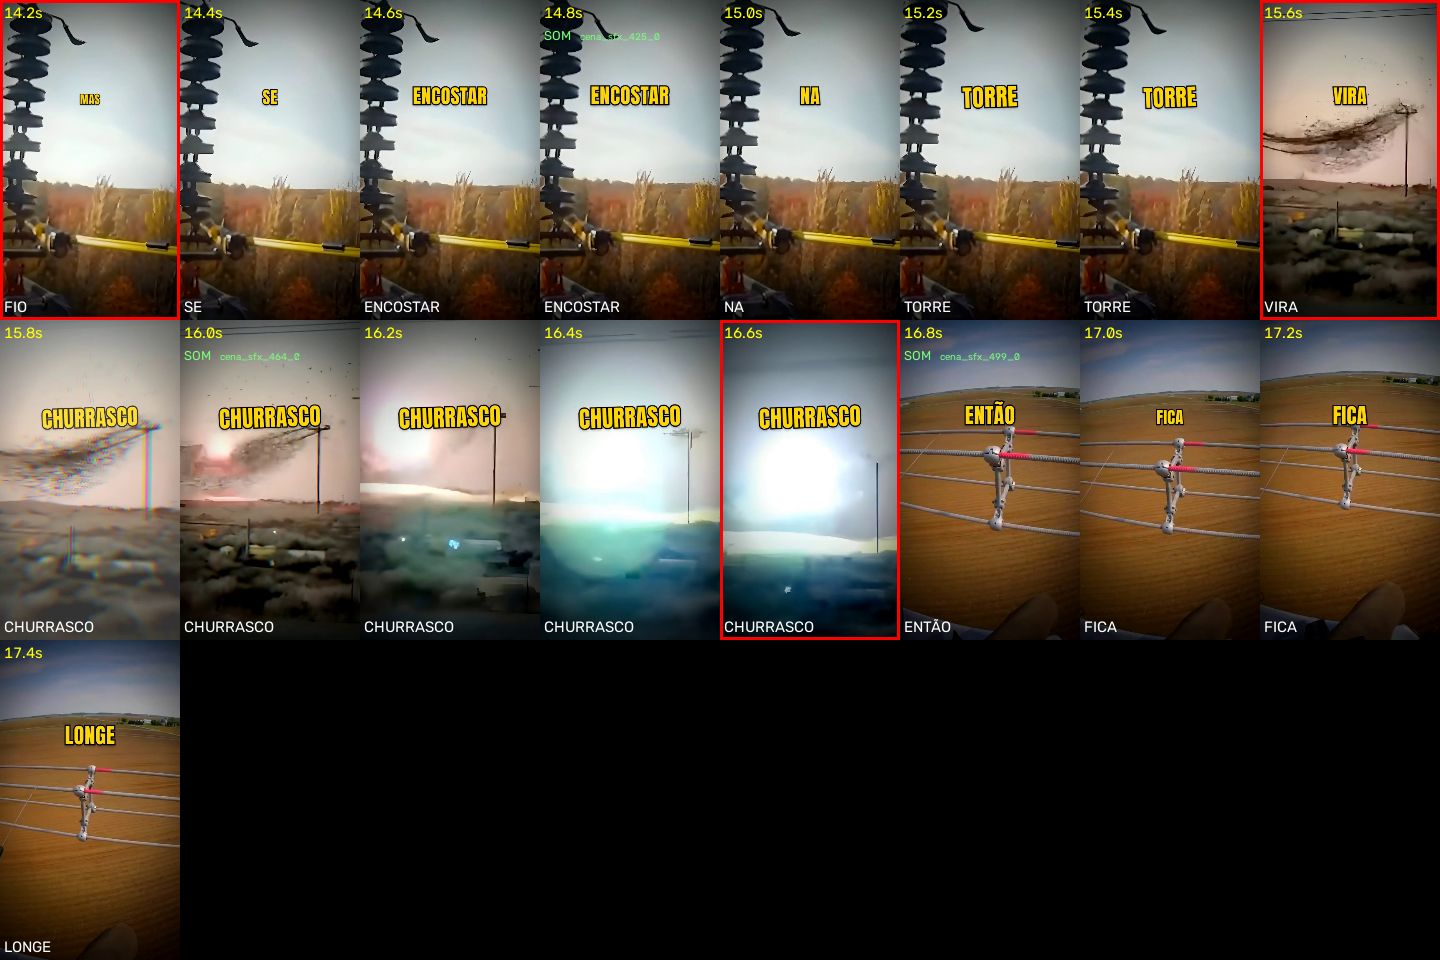 14.2s
MAS
FIO
14.4s
SE
SE
14.6s
ENCOSTAR
ENCOSTAR
14.8s
SOM cena_sfx_425_0
ENCOSTAR
ENCOSTAR
15.0s
NA
NA
15.2s
TORRE
TORRE
15.4s
TORRE
TORRE
15.6s
VIRA
VIRA
15.8s
CHURRASCO
CHURRASCO
16.0s
SOM cena_sfx_464_0
CHURRASCO
CHURRASCO
16.2s
CHURRASCO
CHURRASCO
16.4s
CHURRASCO
CHURRASCO
16.6s
CHURRASCO
CHURRASCO
16.8s
SOM cena_sfx_499_0
ENTÃO
ENTÃO
17.0s
FICA
FICA
17.2s
FICA
FICA
17.4s
LONGE
LONGE